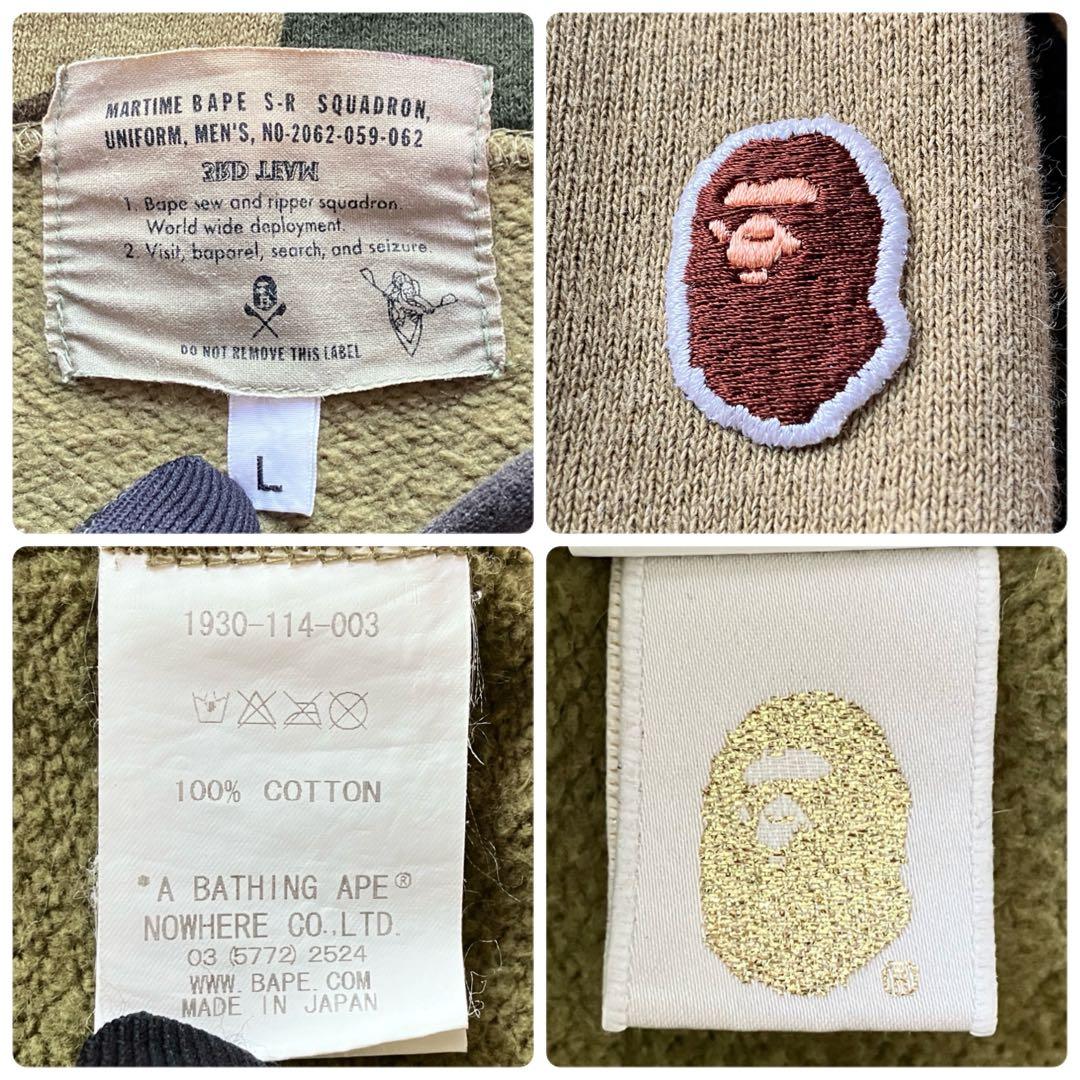 MARTIME BAPE S-R SQUADRON,
UNIFORM, MEN'S, NO-2062-059-062
3RD TEAM
1. Bape sew and ripper squadron.
World wide deployment.
2. Visit, baparel, search, and seizure.
DO NOT REMOVE THIS LABEL
L
1930-114-003
100% COTTON
*A BATHING APE®
NOWHERE CO.,LTD.
03 (5772) 2524
WWW. BAPE. COM
MADE IN JAPAN
®